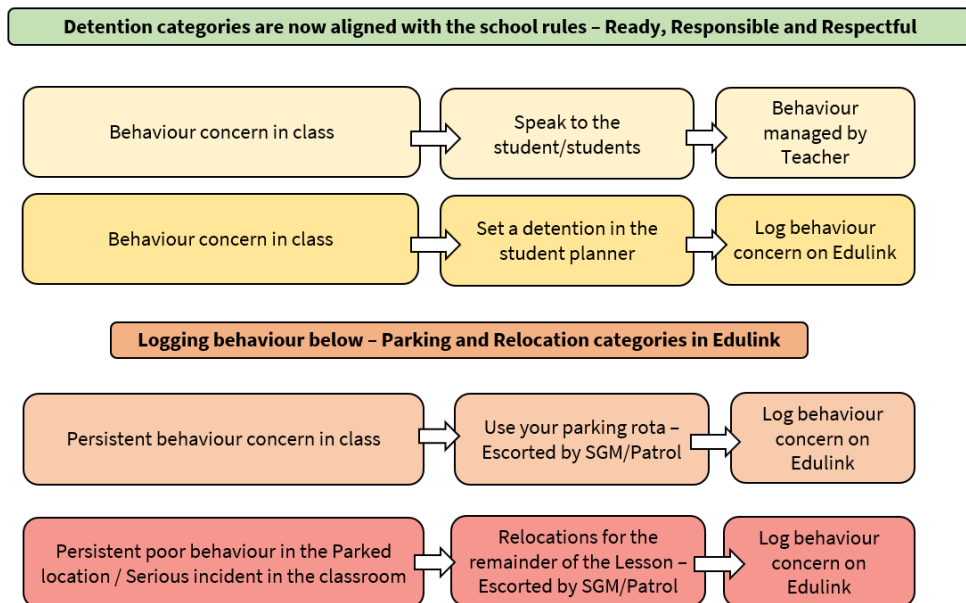 Detention categories are now aligned with the school rules – Ready, Responsible and Respectful
Behaviour concern in class
Speak to the
student/students
Behaviour
managed by
Teacher
Behaviour concern in class
Set a detention in the
student planner
Log behaviour
concern on Edulink
Logging behaviour below – Parking and Relocation categories in Edulink
Persistent behaviour concern in class
Use your parking rota –
Escorted by SGM/Patrol
Log behaviour
concern on
Edulink
Persistent poor behaviour in the Parked
location / Serious incident in the classroom
Relocations for the
remainder of the Lesson –
Escorted by SGM/Patrol
Log behaviour
concern on
Edulink